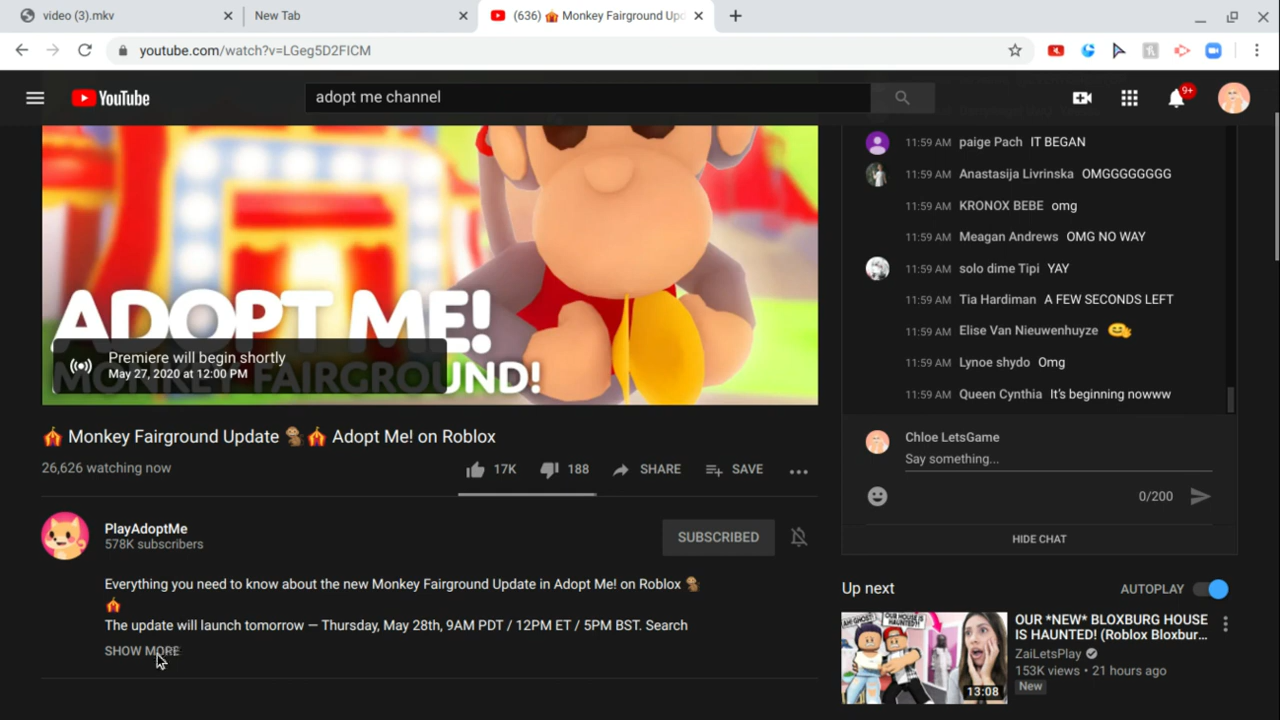 video (3).mkv
New Tab
(636) 🎪 Monkey Fairground Upd
youtube.com/watch?v=LGeg5D2FICM
YouTube
adopt me channel
9+
ADOPT ME!
MONKEY FAIRGROUND!
Premiere will begin shortly
May 27, 2020 at 12:00 PM
🎪 Monkey Fairground Update 🐒🎪 Adopt Me! on Roblox
26,626 watching now
17K
188
SHARE
SAVE
PlayAdoptMe
578K subscribers
SUBSCRIBED
Everything you need to know about the new Monkey Fairground Update in Adopt Me! on Roblox 🐒
🎪
The update will launch tomorrow — Thursday, May 28th, 9AM PDT / 12PM ET / 5PM BST. Search
SHOW MORE
11:59 AM paige Pach IT BEGAN
11:59 AM Anastasija Livrinska OMGGGGGGGG
11:59 AM KRONOX BEBE omg
11:59 AM Meagan Andrews OMG NO WAY
11:59 AM solo dime Tipi YAY
11:59 AM Tia Hardiman A FEW SECONDS LEFT
11:59 AM Elise Van Nieuwenhuyze
11:59 AM Lynoe shydo Omg
11:59 AM Queen Cynthia It's beginning nowww
Chloe LetsGame
Say something...
0/200
HIDE CHAT
Up next
AUTOPLAY
OUR *NEW* BLOXBURG HOUSE
IS HAUNTED! (Roblox Bloxbur...
ZaiLetsPlay
153K views • 21 hours ago
New
13:08